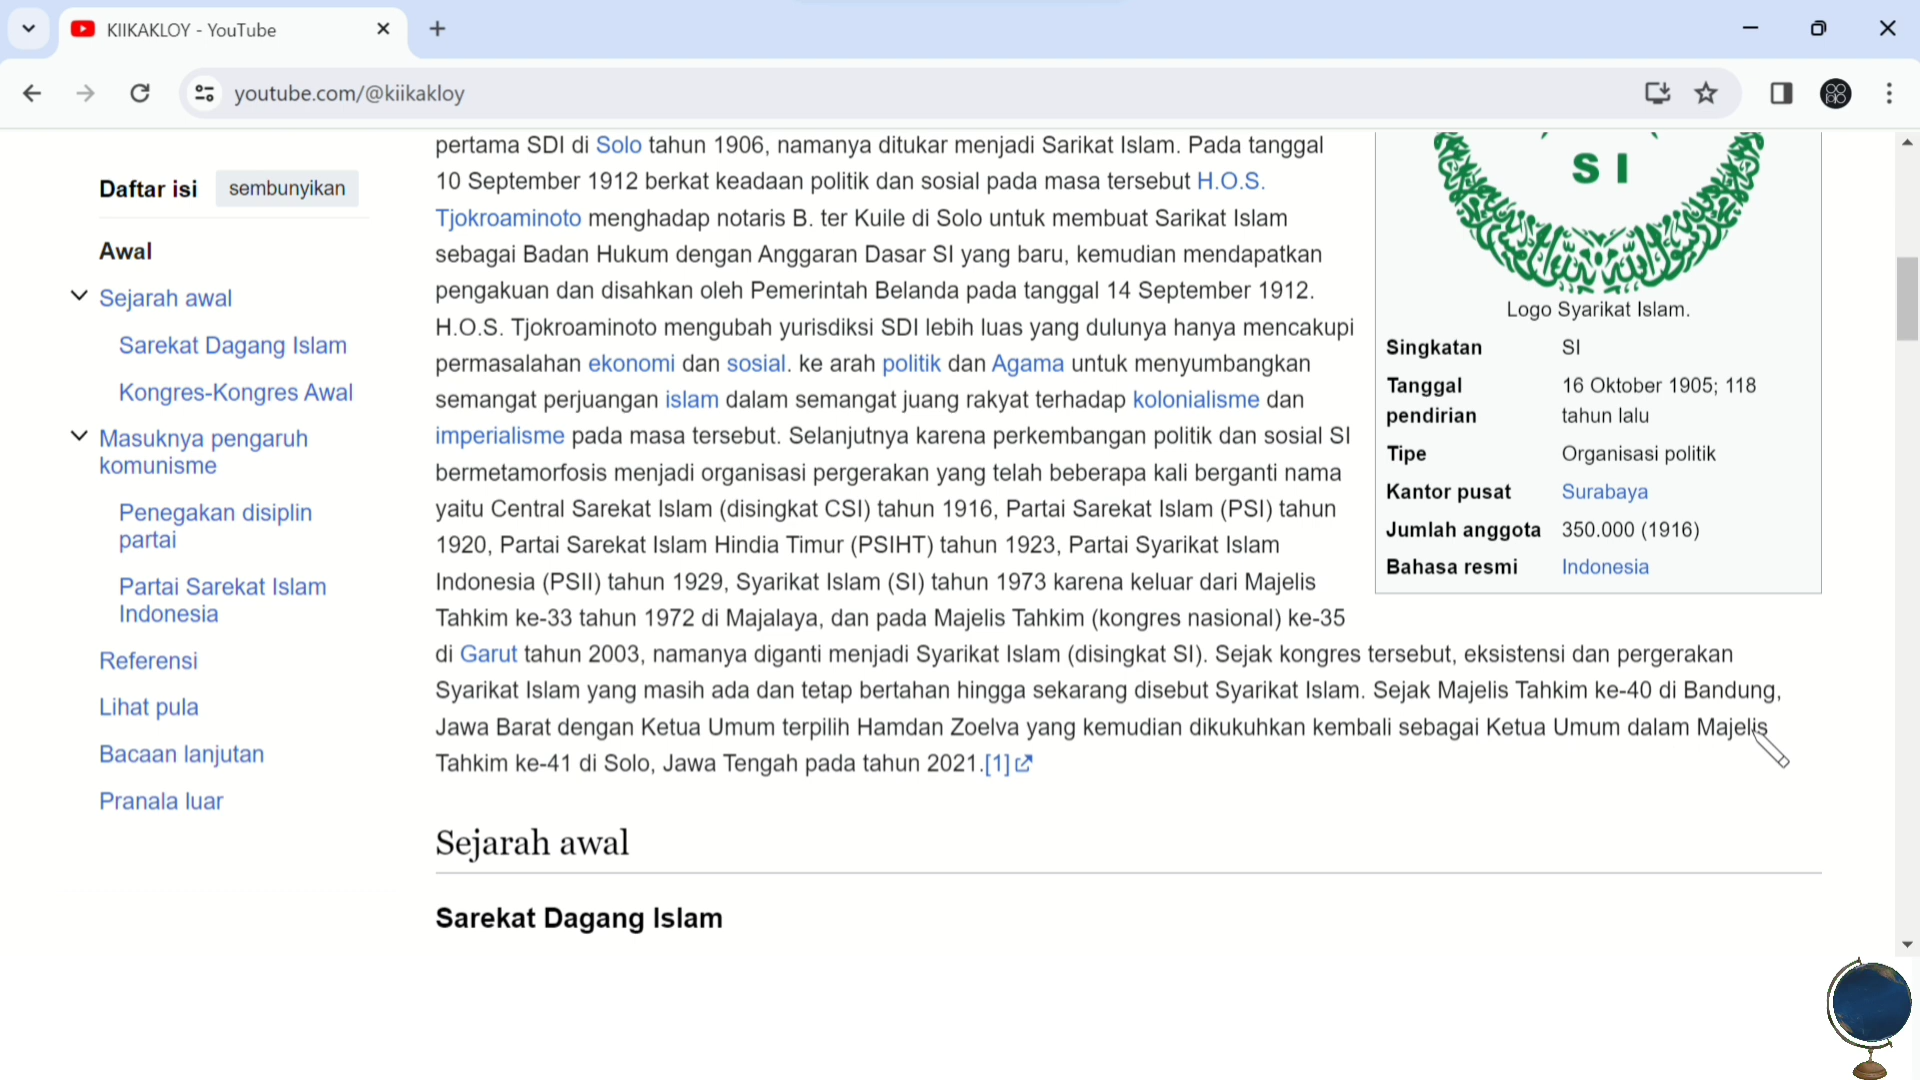 KIIKAKLOY - YouTube
youtube.com/@kiikakloy
Daftar isi sembunyikan
Awal
Sejarah awal
Sarekat Dagang Islam
Kongres-Kongres Awal
Masuknya pengaruh
komunisme
Penegakan disiplin
partai
Partai Sarekat Islam
Indonesia
Referensi
Lihat pula
Bacaan lanjutan
Pranala luar
pertama SDI di Solo tahun 1906, namanya ditukar menjadi Sarikat Islam. Pada tanggal
10 September 1912 berkat keadaan politik dan sosial pada masa tersebut H.O.S.
Tjokroaminoto menghadap notaris B. ter Kuile di Solo untuk membuat Sarikat Islam
sebagai Badan Hukum dengan Anggaran Dasar SI yang baru, kemudian mendapatkan
pengakuan dan disahkan oleh Pemerintah Belanda pada tanggal 14 September 1912.
H.O.S. Tjokroaminoto mengubah yurisdiksi SDI lebih luas yang dulunya hanya mencakupi
permasalahan ekonomi dan sosial. ke arah politik dan Agama untuk menyumbangkan
semangat perjuangan islam dalam semangat juang rakyat terhadap kolonialisme dan
imperialisme pada masa tersebut. Selanjutnya karena perkembangan politik dan sosial SI
bermetamorfosis menjadi organisasi pergerakan yang telah beberapa kali berganti nama
yaitu Central Sarekat Islam (disingkat CSI) tahun 1916, Partai Sarekat Islam (PSI) tahun
1920, Partai Sarekat Islam Hindia Timur (PSIHT) tahun 1923, Partai Syarikat Islam
Indonesia (PSII) tahun 1929, Syarikat Islam (SI) tahun 1973 karena keluar dari Majelis
Tahkim ke-33 tahun 1972 di Majalaya, dan pada Majelis Tahkim (kongres nasional) ke-35
di Garut tahun 2003, namanya diganti menjadi Syarikat Islam (disingkat SI). Sejak kongres tersebut, eksistensi dan pergerakan
Syarikat Islam yang masih ada dan tetap bertahan hingga sekarang disebut Syarikat Islam. Sejak Majelis Tahkim ke-40 di Bandung,
Jawa Barat dengan Ketua Umum terpilih Hamdan Zoelva yang kemudian dikukuhkan kembali sebagai Ketua Umum dalam Majelis
Tahkim ke-41 di Solo, Jawa Tengah pada tahun 2021.[1]
S I
Logo Syarikat Islam.
Singkatan SI
Tanggal pendirian 16 Oktober 1905; 118
tahun lalu
Tipe Organisasi politik
Kantor pusat Surabaya
Jumlah anggota 350.000 (1916)
Bahasa resmi Indonesia
Sejarah awal
Sarekat Dagang Islam